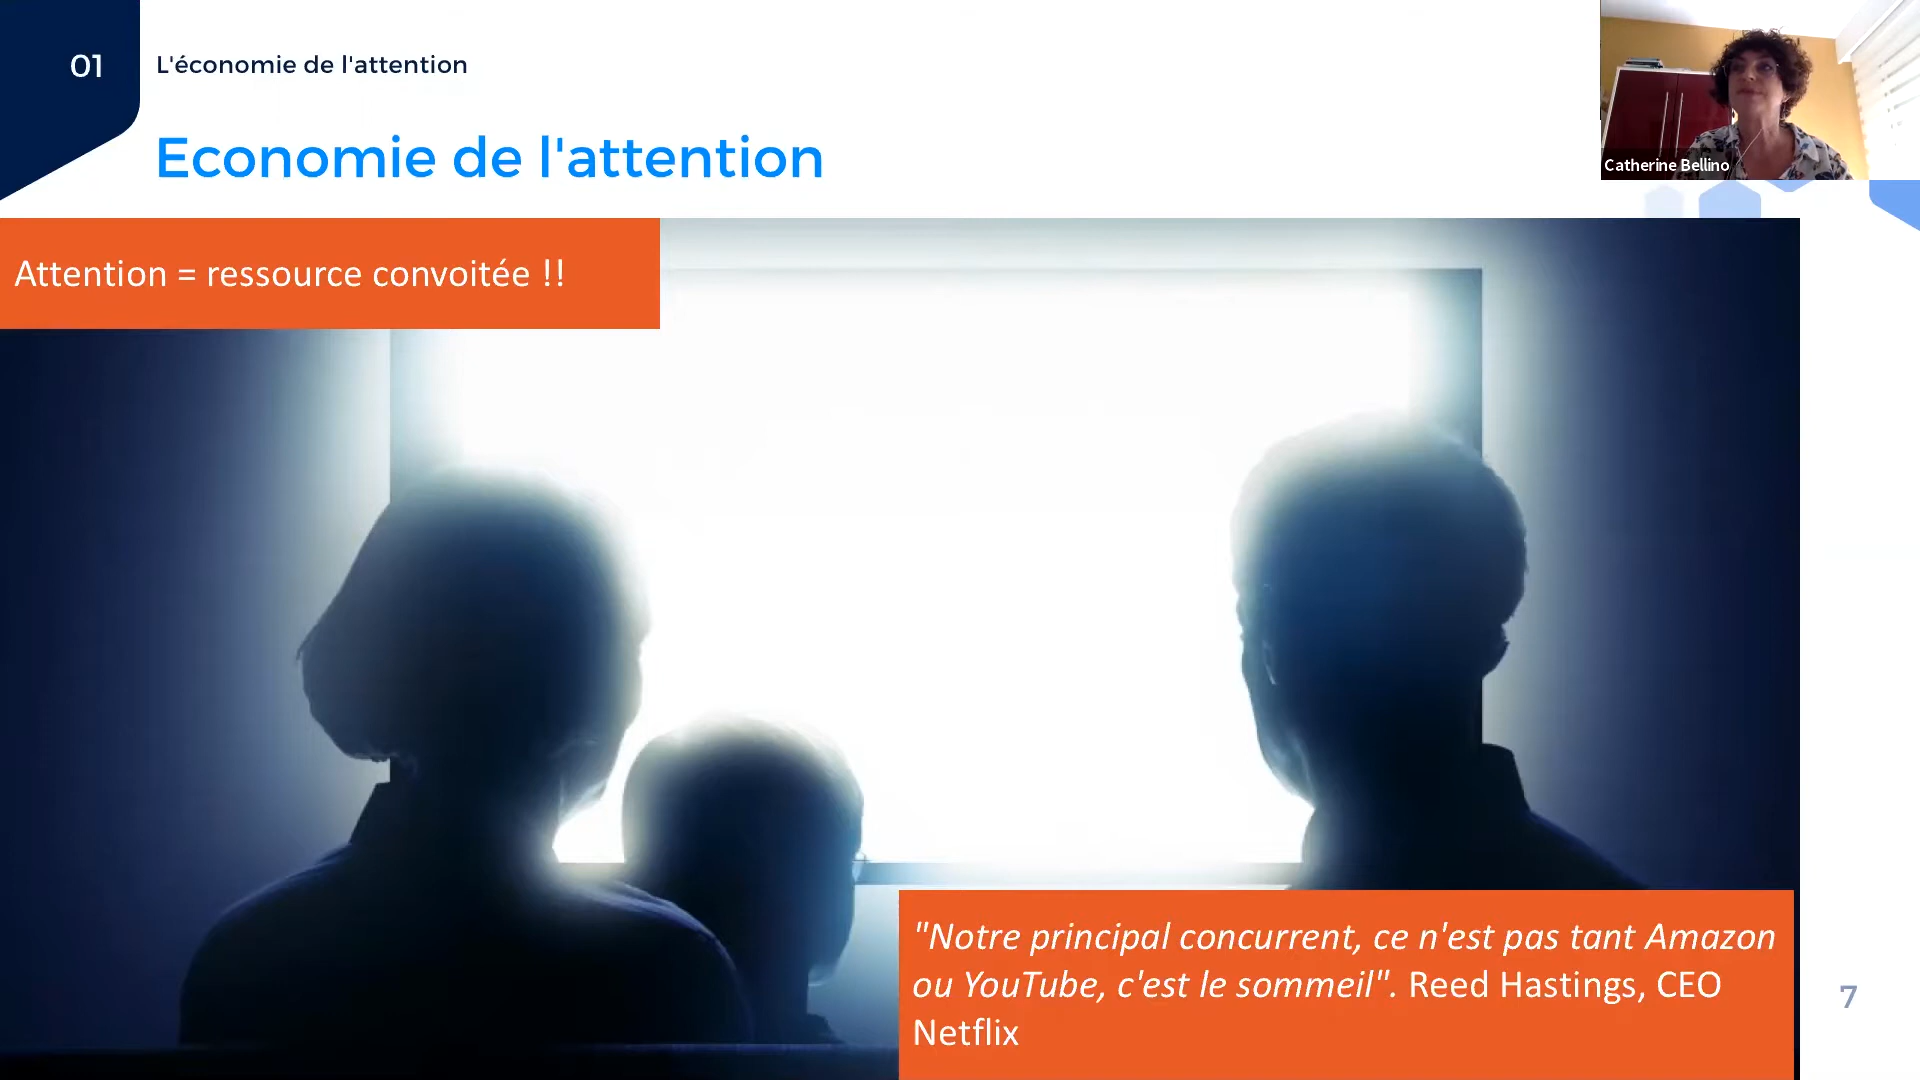 01
L'économie de l'attention
Economie de l'attention
Catherine Bellino
Attention = ressource convoitée !!
"Notre principal concurrent, ce n'est pas tant Amazon
ou YouTube, c'est le sommeil". Reed Hastings, CEO
Netflix
7